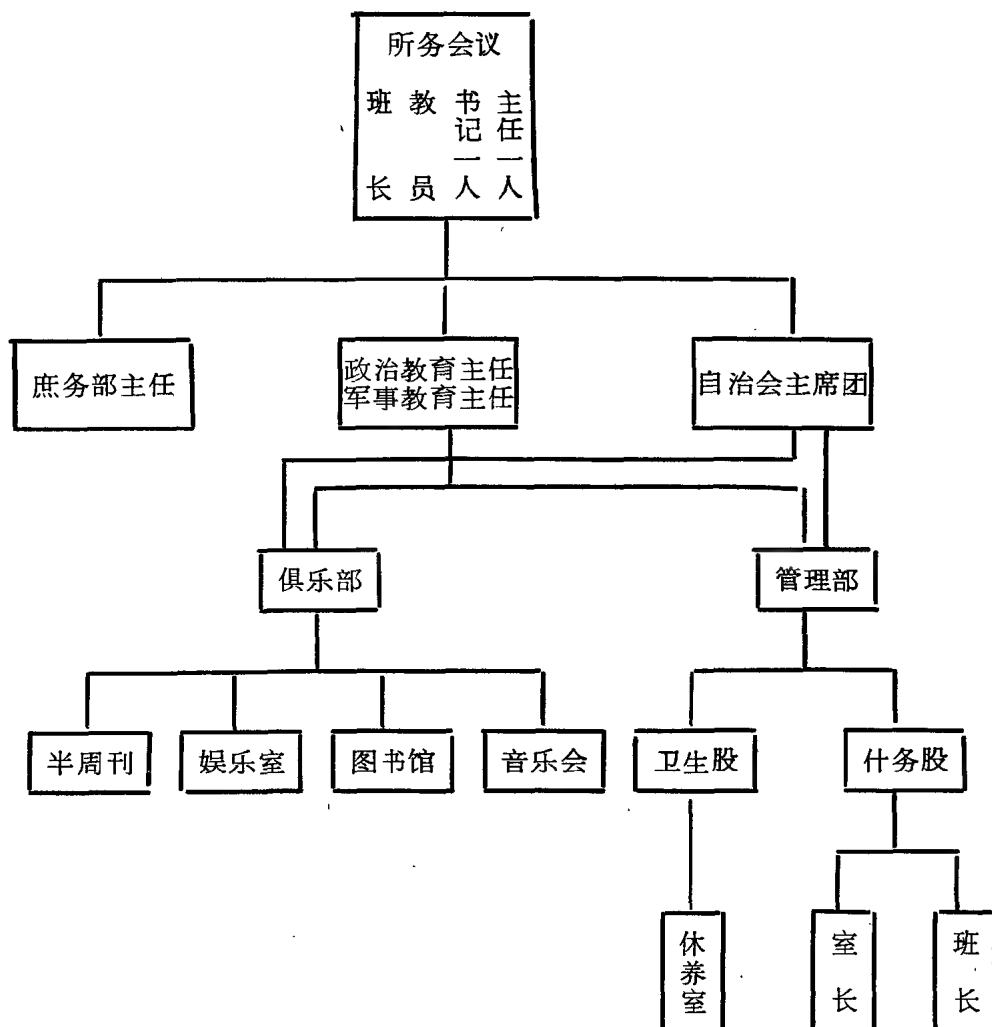 所务会议
主任一人
书记一人
教员
班长
庶务部主任
政治教育主任
军事教育主任
自治会主席团
俱乐部
管理部
半周刊
娱乐室
图书馆
音乐会
卫生股
什务股
休养室
室长
班长